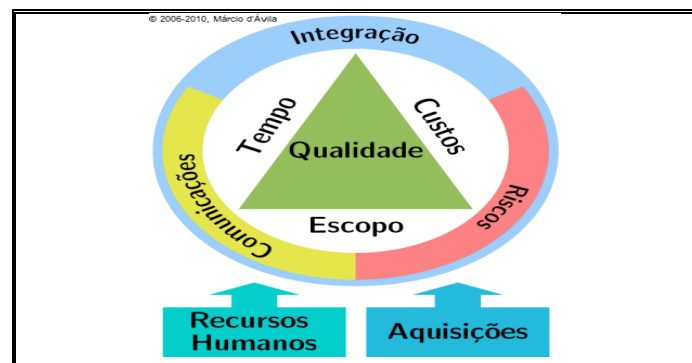 © 2006-2010, Márcio d'Ávila
Integração
Tempo
Custos
Qualidade
Comunicações
Riscos
Escopo
Recursos
Humanos
Aquisições